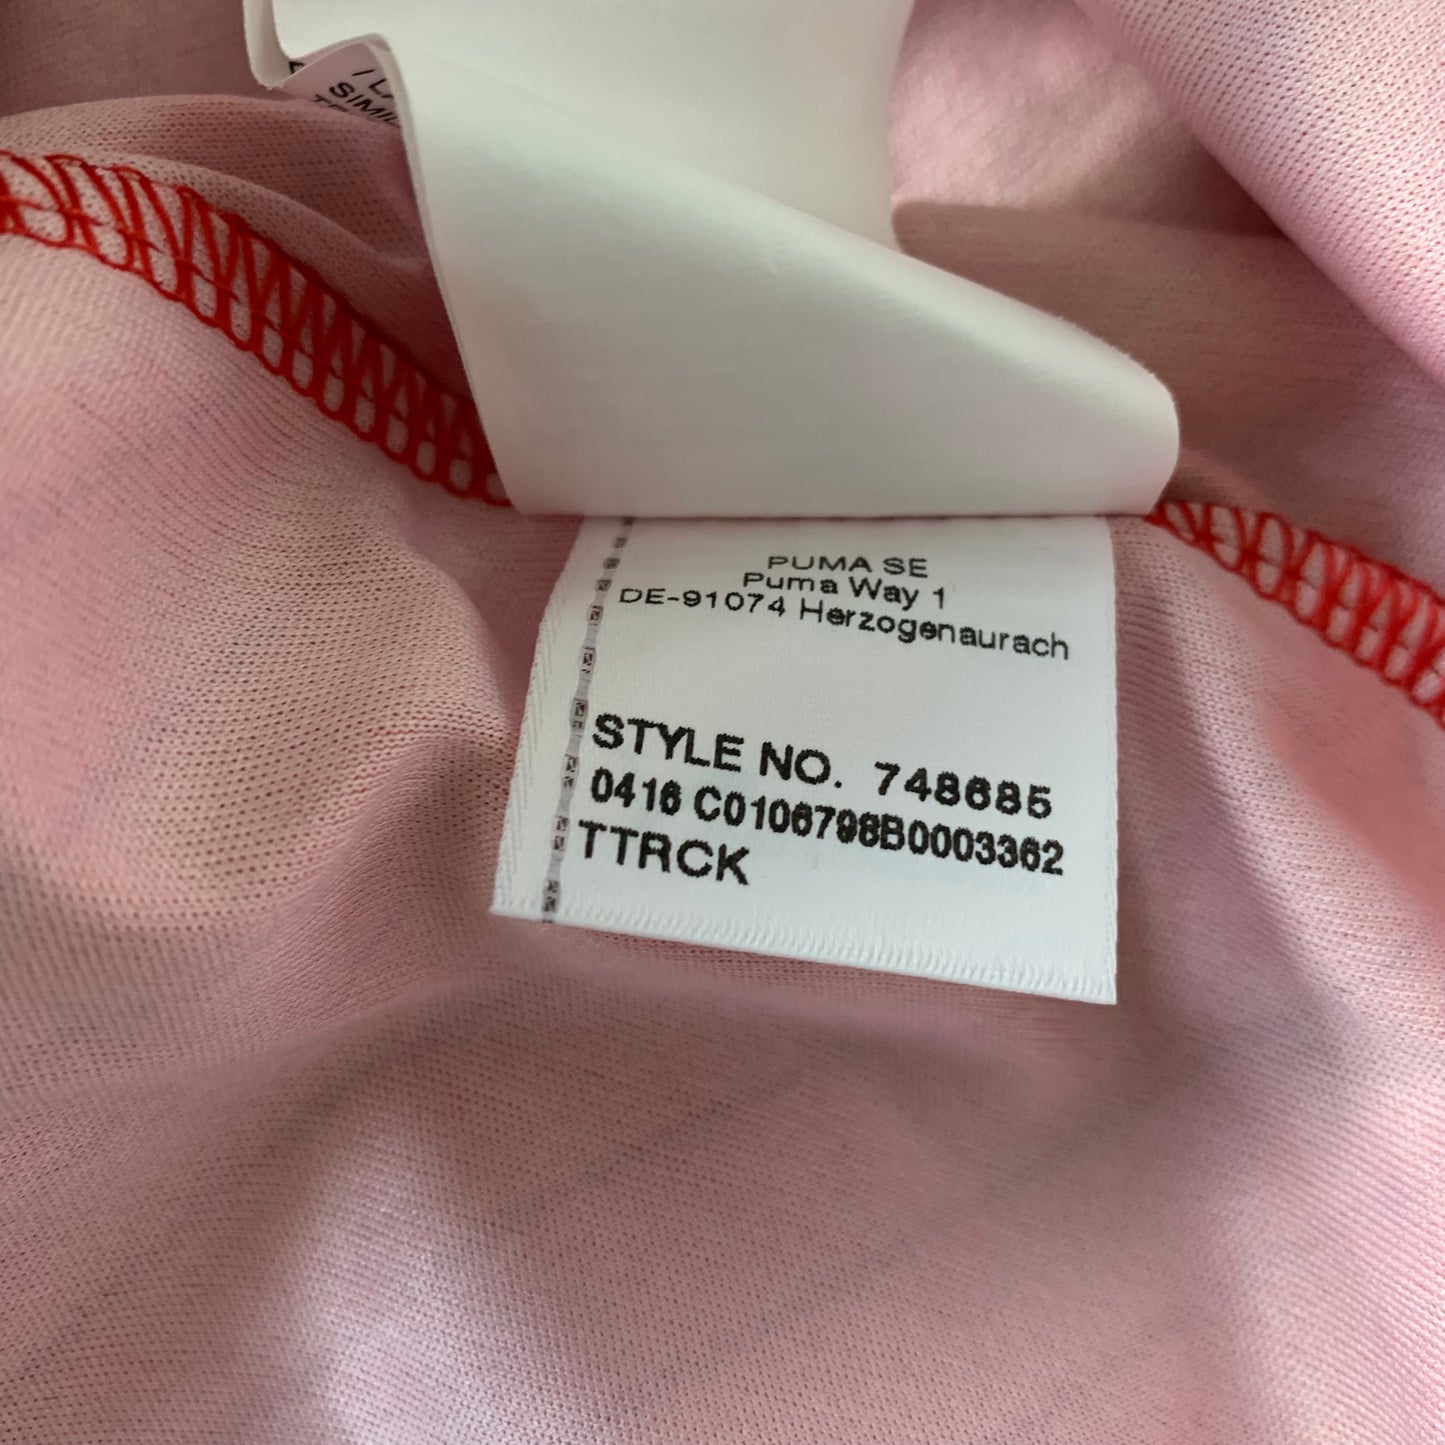 PUMA SE
Puma Way 1
DE-91074 Herzogenaurach
STYLE NO. 748685
0416 C0106798B0003362
TTRCK